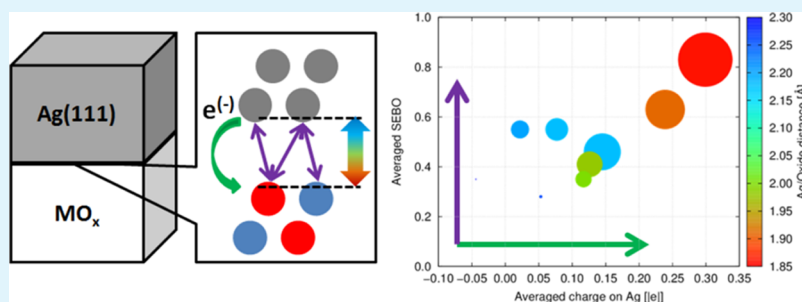 Ag(111)
MOx
e(-)
Averaged SEBO
1.0
0.8
0.6
0.4
0.2
0.0
-0.10 -0.05 0.00 0.05 0.10 0.15 0.20 0.25 0.30 0.35
Averaged charge on Ag [|e|]
2.30
2.25
2.20
2.15
2.10
2.05
2.00
1.95
1.90
1.85
Ag/Oxide distance [Å]